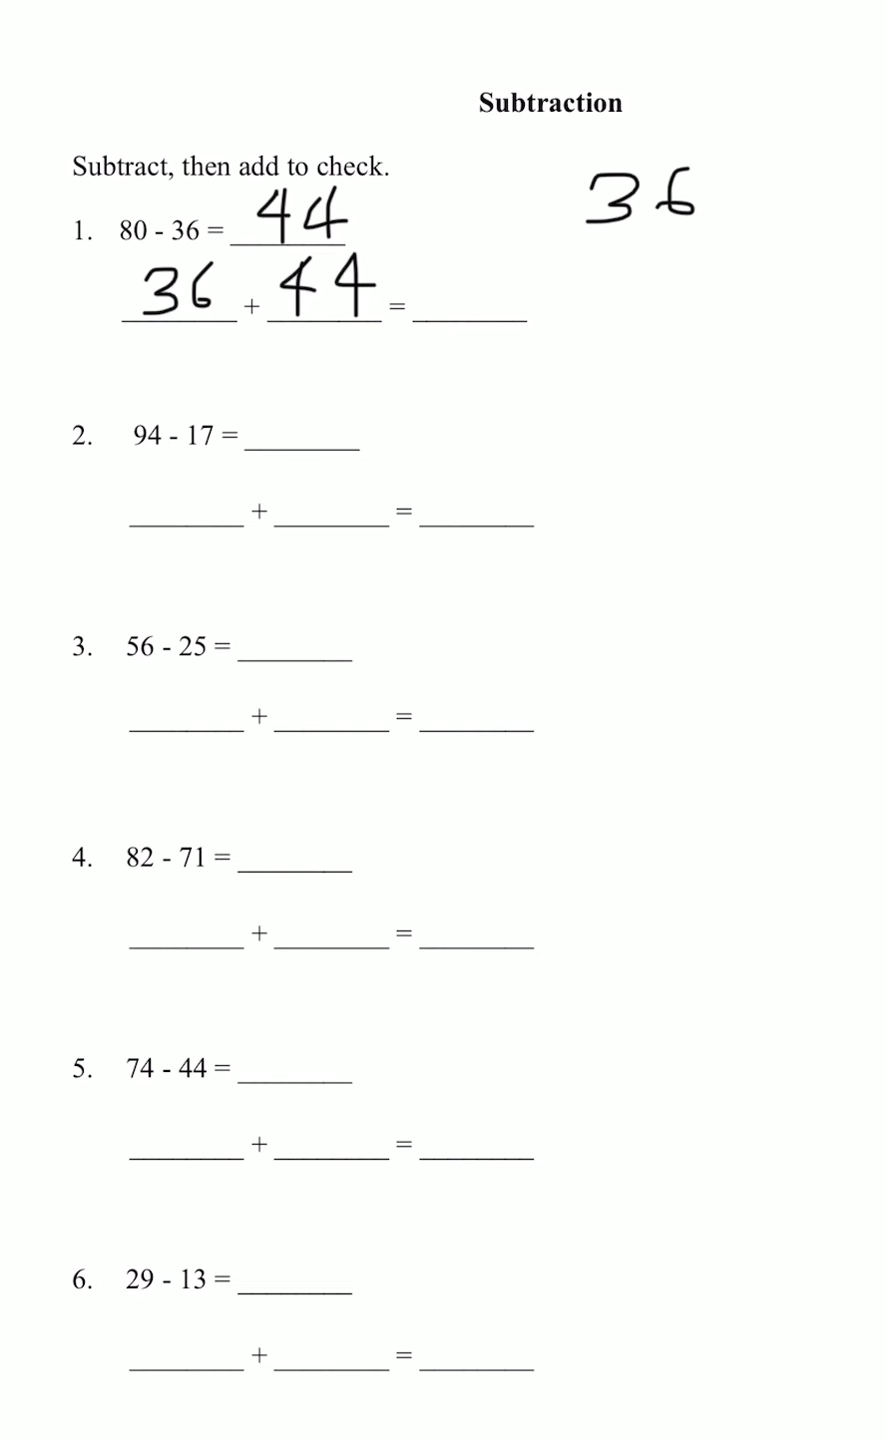 Subtraction
Subtract, then add to check.
36
1. 80 - 36 = 44
36 + 44 = ________
2. 94 - 17 = ________
________ + ________ = ________
3. 56 - 25 = ________
________ + ________ = ________
4. 82 - 71 = ________
________ + ________ = ________
5. 74 - 44 = ________
________ + ________ = ________
6. 29 - 13 = ________
________ + ________ = ________